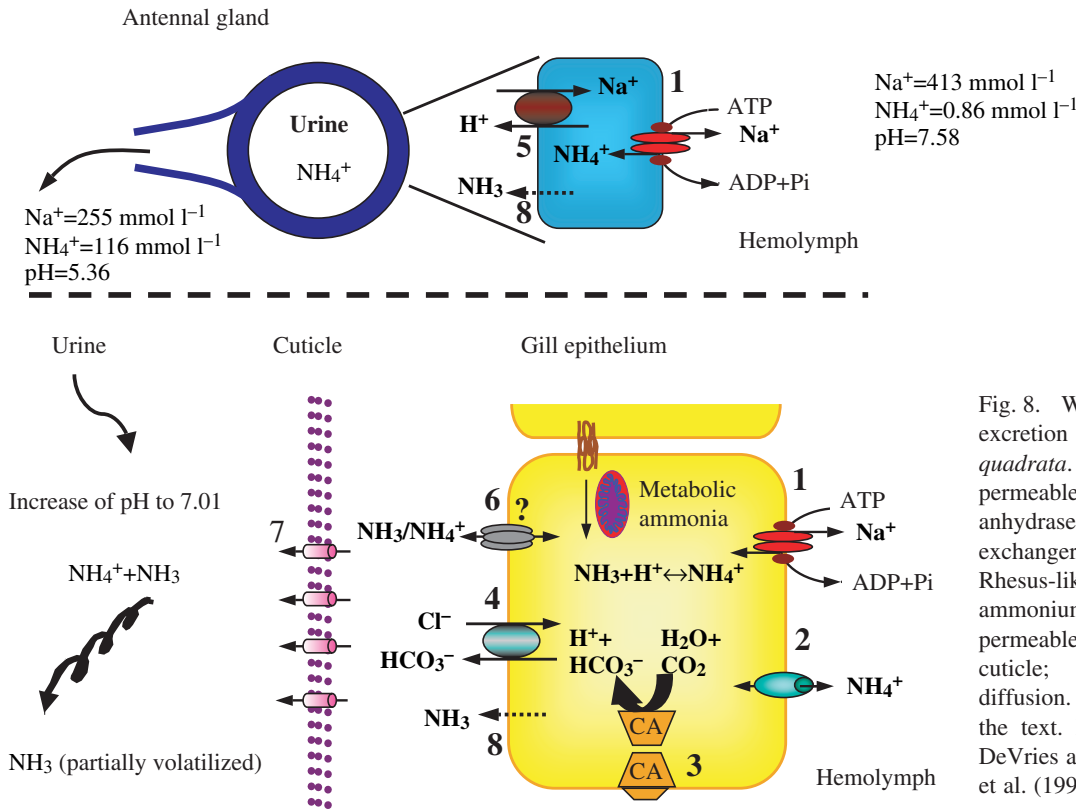 Antennal gland
Urine
NH₄⁺
Na⁺
H⁺
5
NH₄⁺
NH₃
8
1
ATP
Na⁺
ADP+Pi
Hemolymph
Na⁺=413 mmol l⁻¹
NH₄⁺=0.86 mmol l⁻¹
pH=7.58
Na⁺=255 mmol l⁻¹
NH₄⁺=116 mmol l⁻¹
pH=5.36
Urine
Increase of pH to 7.01
NH₄⁺+NH₃
NH₃ (partially volatilized)
Cuticle
7
Gill epithelium
Metabolic
ammonia
6
?
NH₃/NH₄⁺
NH₃+H⁺↔NH₄⁺
4
Cl⁻
HCO₃⁻
H⁺+
HCO₃⁻
H₂O+
CO₂
NH₃
8
CA
CA
3
1
ATP
Na⁺
ADP+Pi
2
NH₄⁺
Hemolymph
Fig. 8. W
excretion
quadrata.
permeable
anhydrase
exchanger
Rhesus-lik
ammonium
permeable
cuticle;
diffusion.
the text.
DeVries a
et al. (199